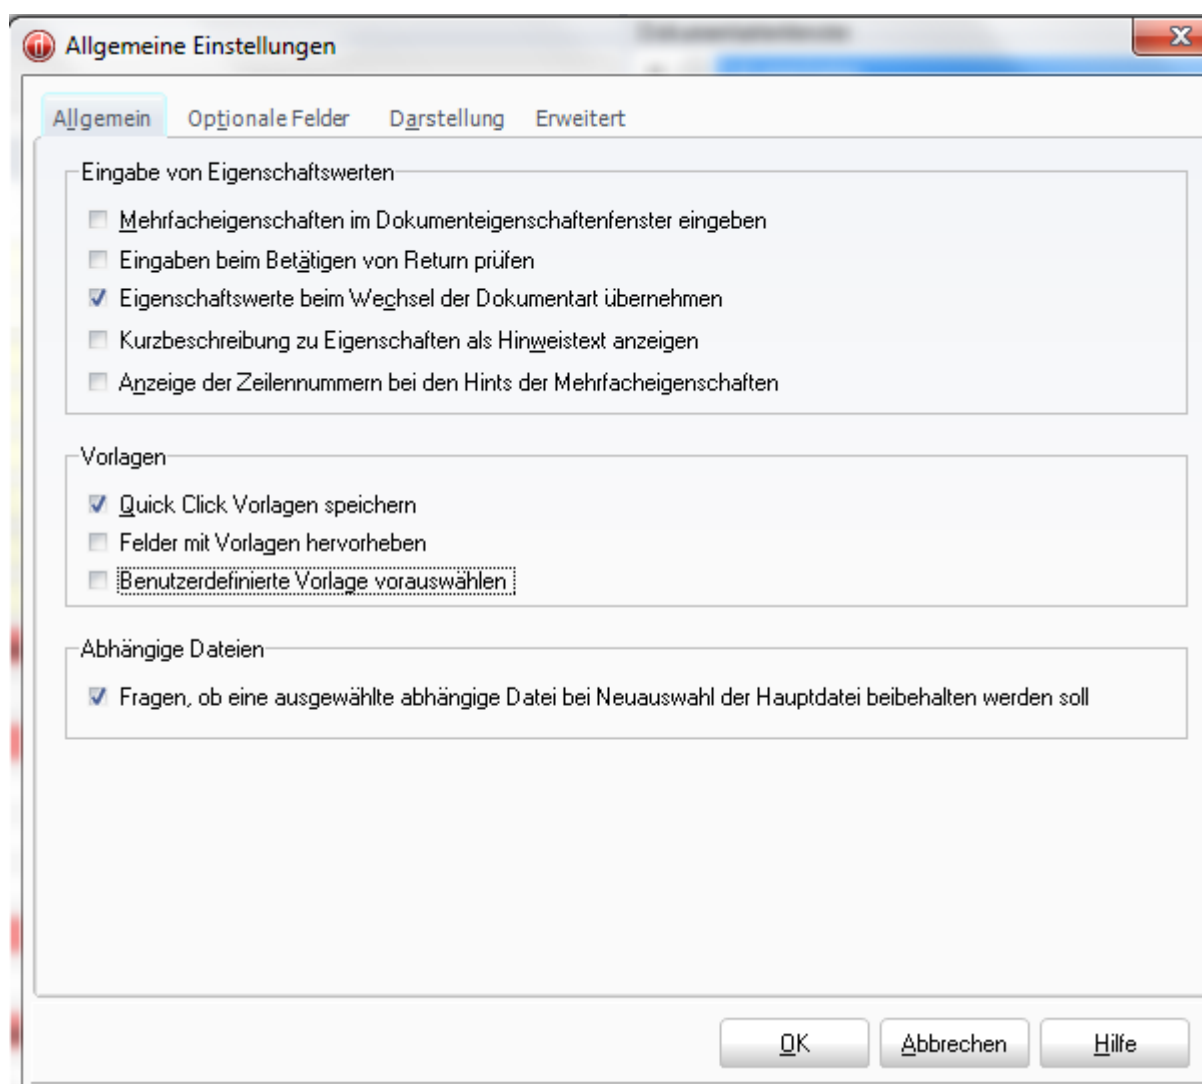 Allgemeine Einstellungen
Allgemein Optionale Felder Darstellung Erweitert
Eingabe von Eigenschaftswerten
Mehrfacheigenschaften im Dokumenteigenschaftenfenster eingeben
Eingaben beim Betätigen von Return prüfen
Eigenschaftswerte beim Wechsel der Dokumentart übernehmen
Kurzbeschreibung zu Eigenschaften als Hinweistext anzeigen
Anzeige der Zeilennummern bei den Hints der Mehrfacheigenschaften
Vorlagen
Quick Click Vorlagen speichern
Felder mit Vorlagen hervorheben
Benutzerdefinierte Vorlage vorauswählen
Abhängige Dateien
Fragen, ob eine ausgewählte abhängige Datei bei Neuauswahl der Hauptdatei beibehalten werden soll
OK Abbrechen Hilfe